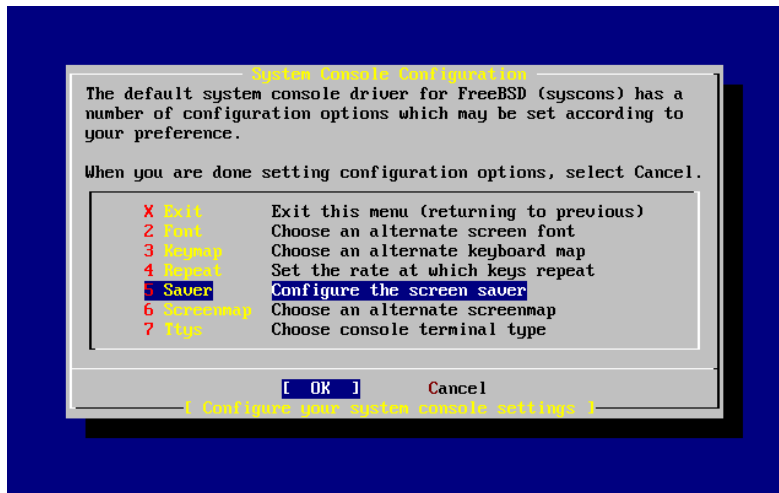 System Console Configuration
The default system console driver for FreeBSD (syscons) has a
number of configuration options which may be set according to
your preference.
When you are done setting configuration options, select Cancel.
X Exit Exit this menu (returning to previous)
2 Font Choose an alternate screen font
3 Keymap Choose an alternate keyboard map
4 Repeat Set the rate at which keys repeat
5 Saver Configure the screen saver
6 Screenmap Choose an alternate screenmap
7 Ttys Choose console terminal type
[ OK ] Cancel
[ Configure your system console settings ]